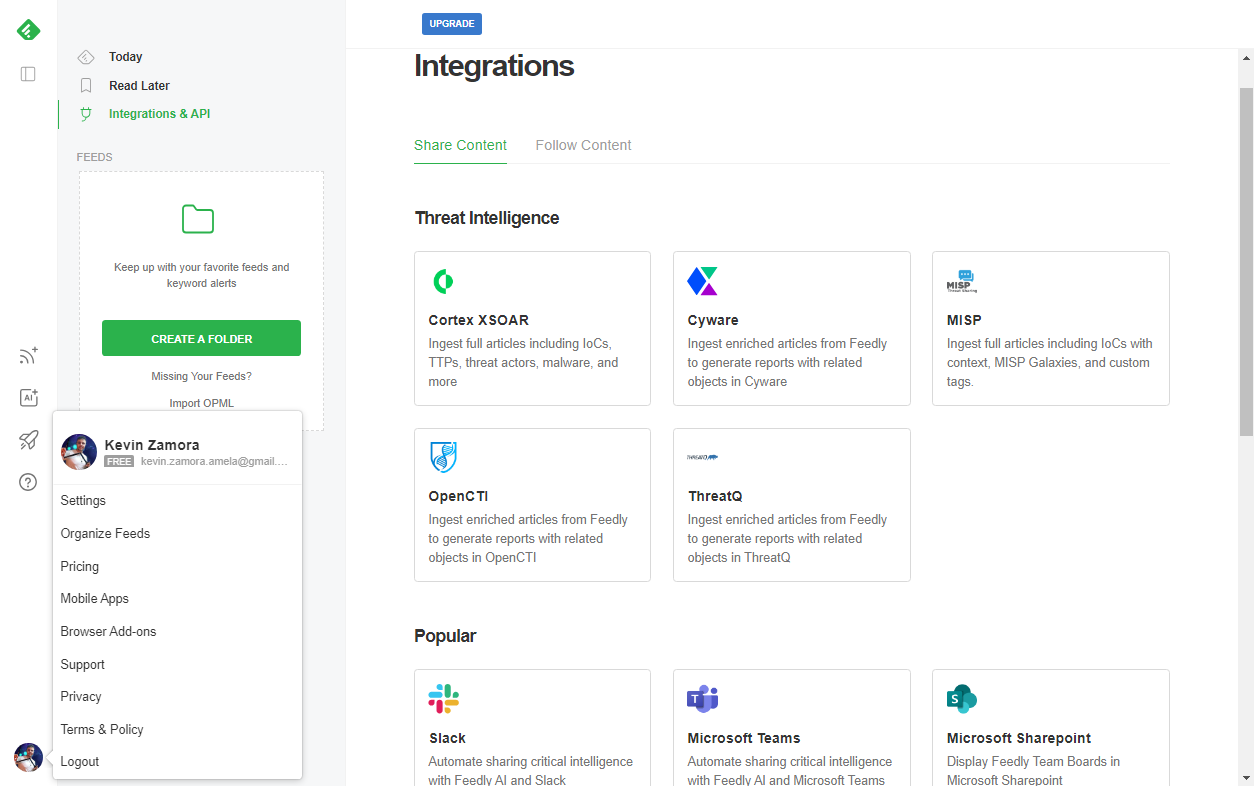 UPGRADE
Today
Read Later
Integrations & API
FEEDS
Keep up with your favorite feeds and
keyword alerts
CREATE A FOLDER
Missing Your Feeds?
Import OPML
AI
Kevin Zamora
FREE kevin.zamora.amela@gmail....
Settings
Organize Feeds
Pricing
Mobile Apps
Browser Add-ons
Support
Privacy
Terms & Policy
Logout
Integrations
Share Content
Follow Content
Threat Intelligence
Cortex XSOAR
Ingest full articles including IoCs,
TTPs, threat actors, malware, and
more
Cyware
Ingest enriched articles from Feedly
to generate reports with related
objects in Cyware
MISP
Threat Sharing
MISP
Ingest full articles including IoCs with
context, MISP Galaxies, and custom
tags.
OpenCTI
Ingest enriched articles from Feedly
to generate reports with related
objects in OpenCTI
THREATQ
ThreatQ
Ingest enriched articles from Feedly
to generate reports with related
objects in ThreatQ
Popular
Slack
Automate sharing critical intelligence
with Feedly AI and Slack
T
Microsoft Teams
Automate sharing critical intelligence
with Feedly AI and Microsoft Teams
S
Microsoft Sharepoint
Display Feedly Team Boards in
Microsoft Sharepoint